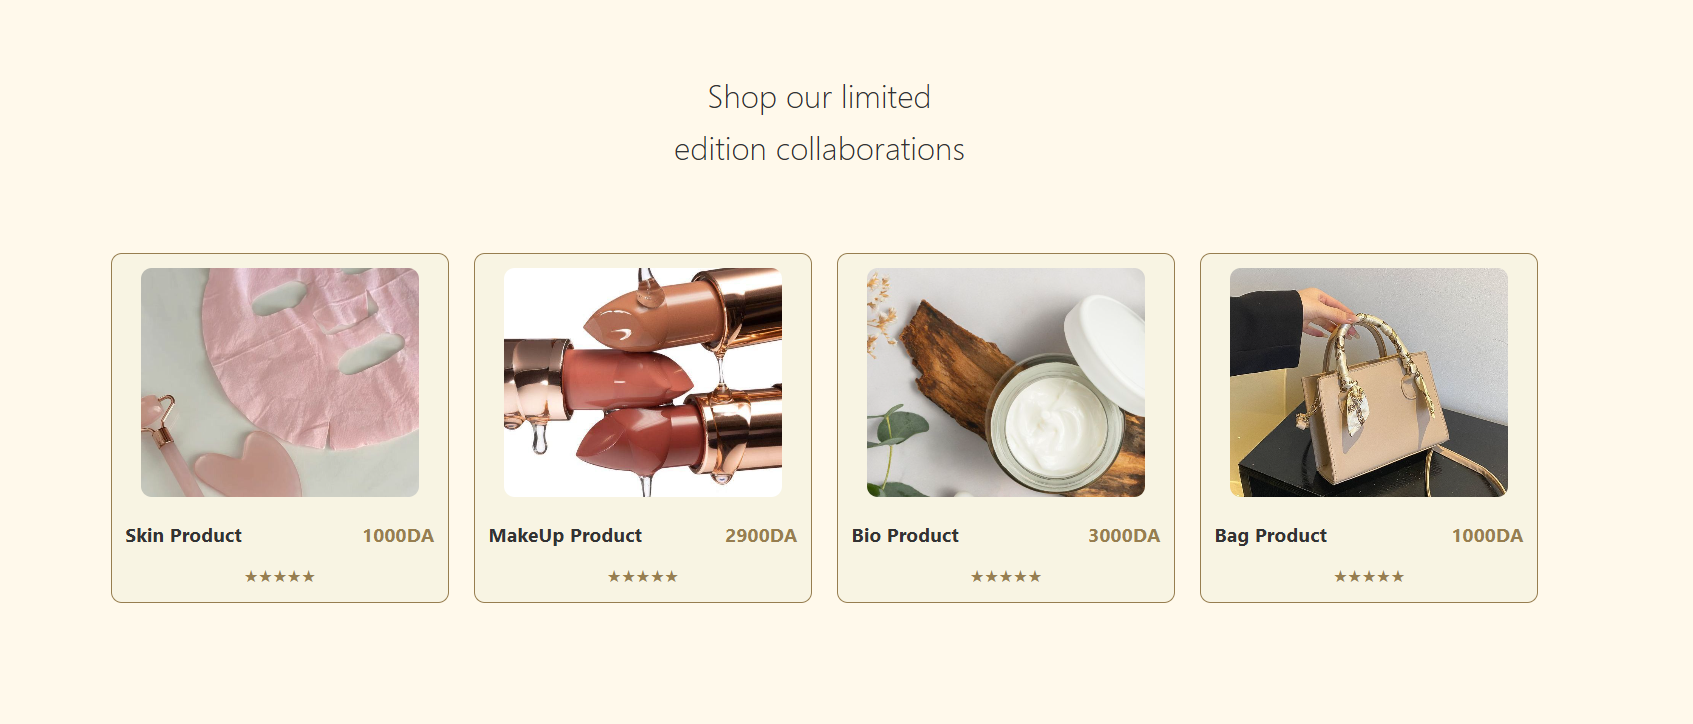 Shop our limited
edition collaborations
Skin Product 1000DA
★★★★★
MakeUp Product 2900DA
★★★★★
Bio Product 3000DA
★★★★★
Bag Product 1000DA
★★★★★